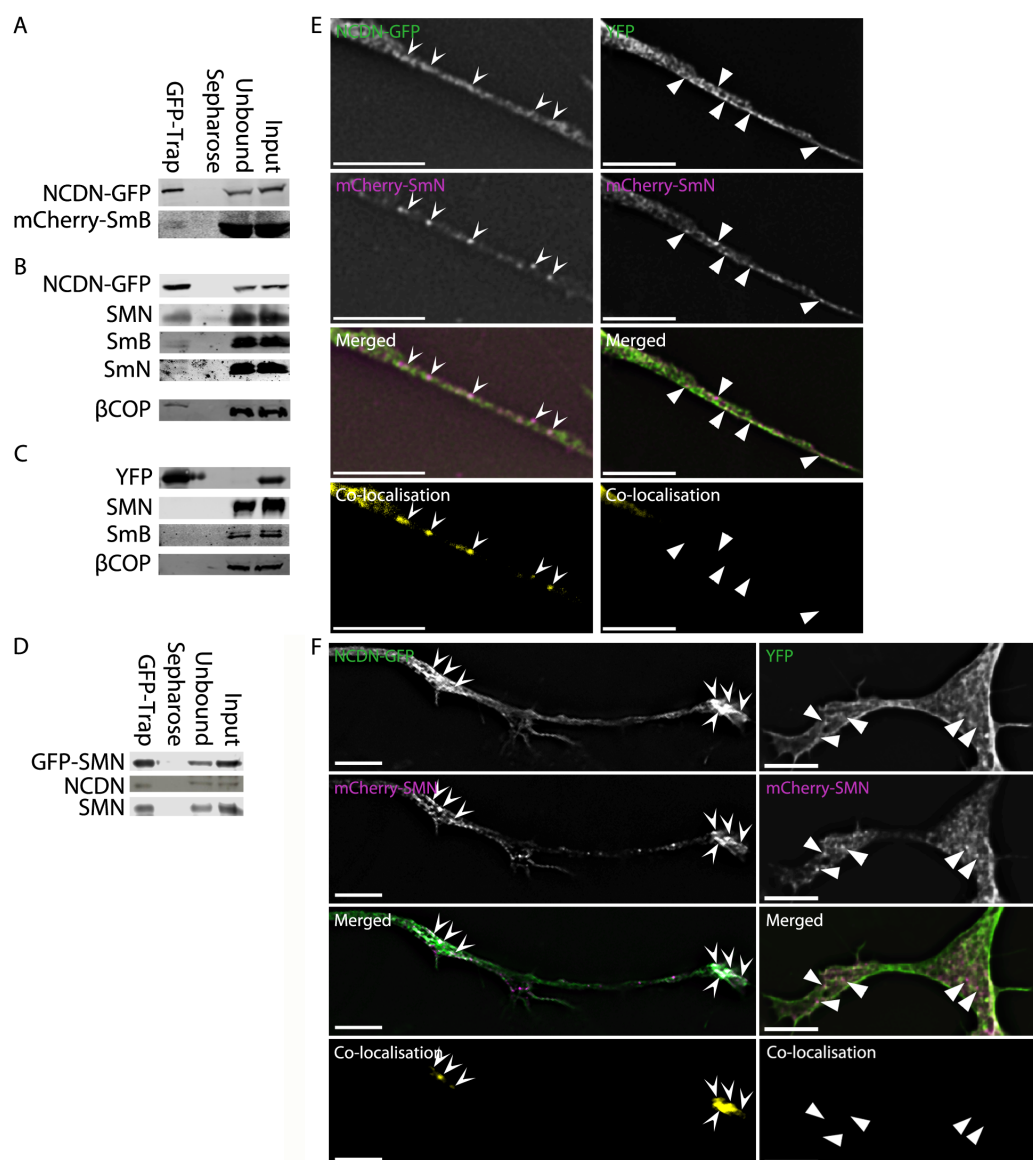 A
GFP-Trap
Sepharose
Unbound
Input
NCDN-GFP
mCherry-SmB
B
NCDN-GFP
SMN
SmB
SmN
βCOP
C
YFP
SMN
SmB
βCOP
D
GFP-Trap
Sepharose
Unbound
Input
GFP-SMN
NCDN
SMN
E
NCDN-GFP
YFP
mCherry-SmN
mCherry-SmN
Merged
Merged
Co-localisation
Co-localisation
F
NCDN-GFP
YFP
mCherry-SMN
mCherry-SMN
Merged
Merged
Co-localisation
Co-localisation